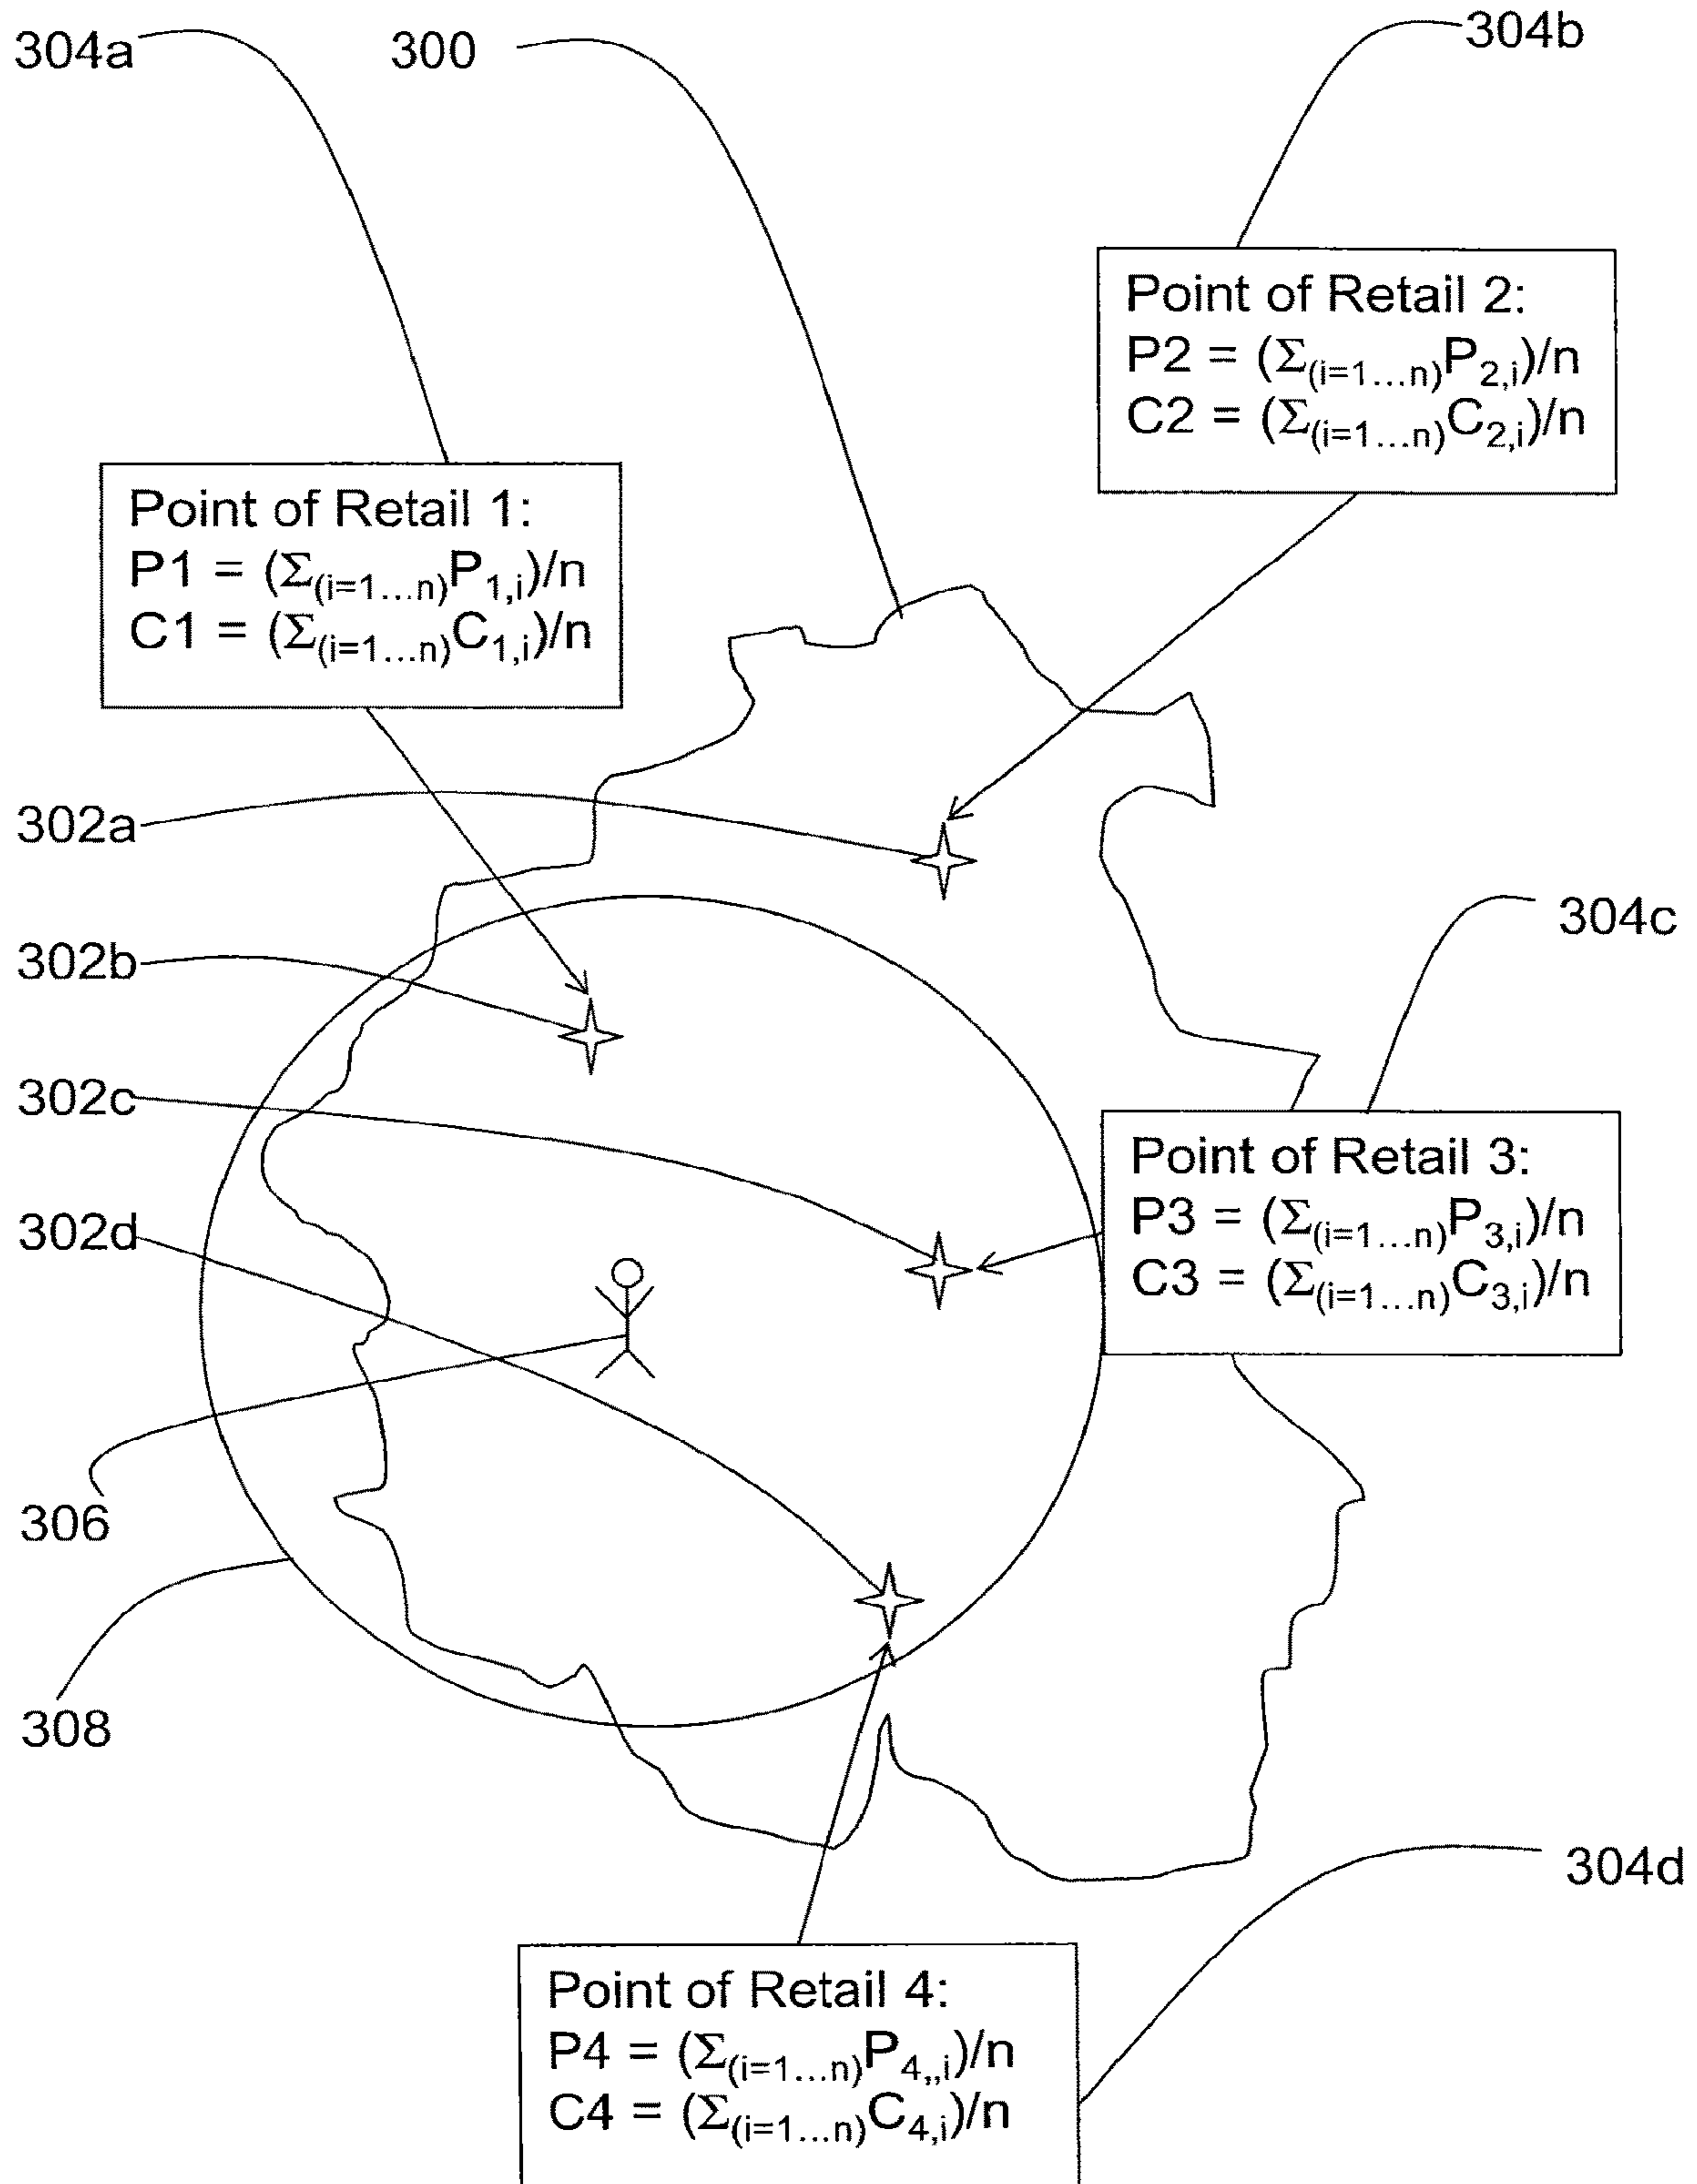 304a
300
304b
Point of Retail 2:
P2 = (Σ(i=1...n)P2,i)/n
C2 = (Σ(i=1...n)C2,i)/n
Point of Retail 1:
P1 = (Σ(i=1...n)P1,i)/n
C1 = (Σ(i=1...n)C1,i)/n
302a
304c
302b
302c
Point of Retail 3:
P3 = (Σ(i=1...n)P3,i)/n
C3 = (Σ(i=1...n)C3,i)/n
302d
306
308
304d
Point of Retail 4:
P4 = (Σ(i=1...n)P4,,i)/n
C4 = (Σ(i=1...n)C4,i)/n